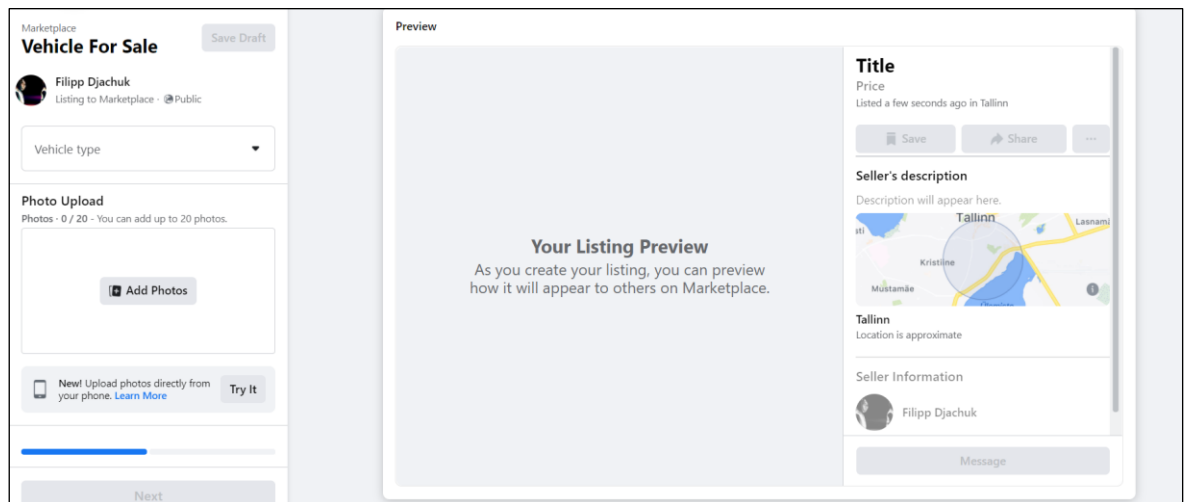 Marketplace
Vehicle For Sale
Save Draft
Filipp Djachuk
Listing to Marketplace · Public
Vehicle type
Photo Upload
Photos · 0 / 20 - You can add up to 20 photos.
Add Photos
New! Upload photos directly from
your phone. Learn More
Try It
Next
Preview
Your Listing Preview
As you create your listing, you can preview
how it will appear to others on Marketplace.
Title
Price
Listed a few seconds ago in Tallinn
Save
Share
...
Seller's description
Description will appear here.
Tallinn
Lasnamä
Kristiine
Mustamäe
Tallinn
Location is approximate
Seller Information
Filipp Djachuk
Message